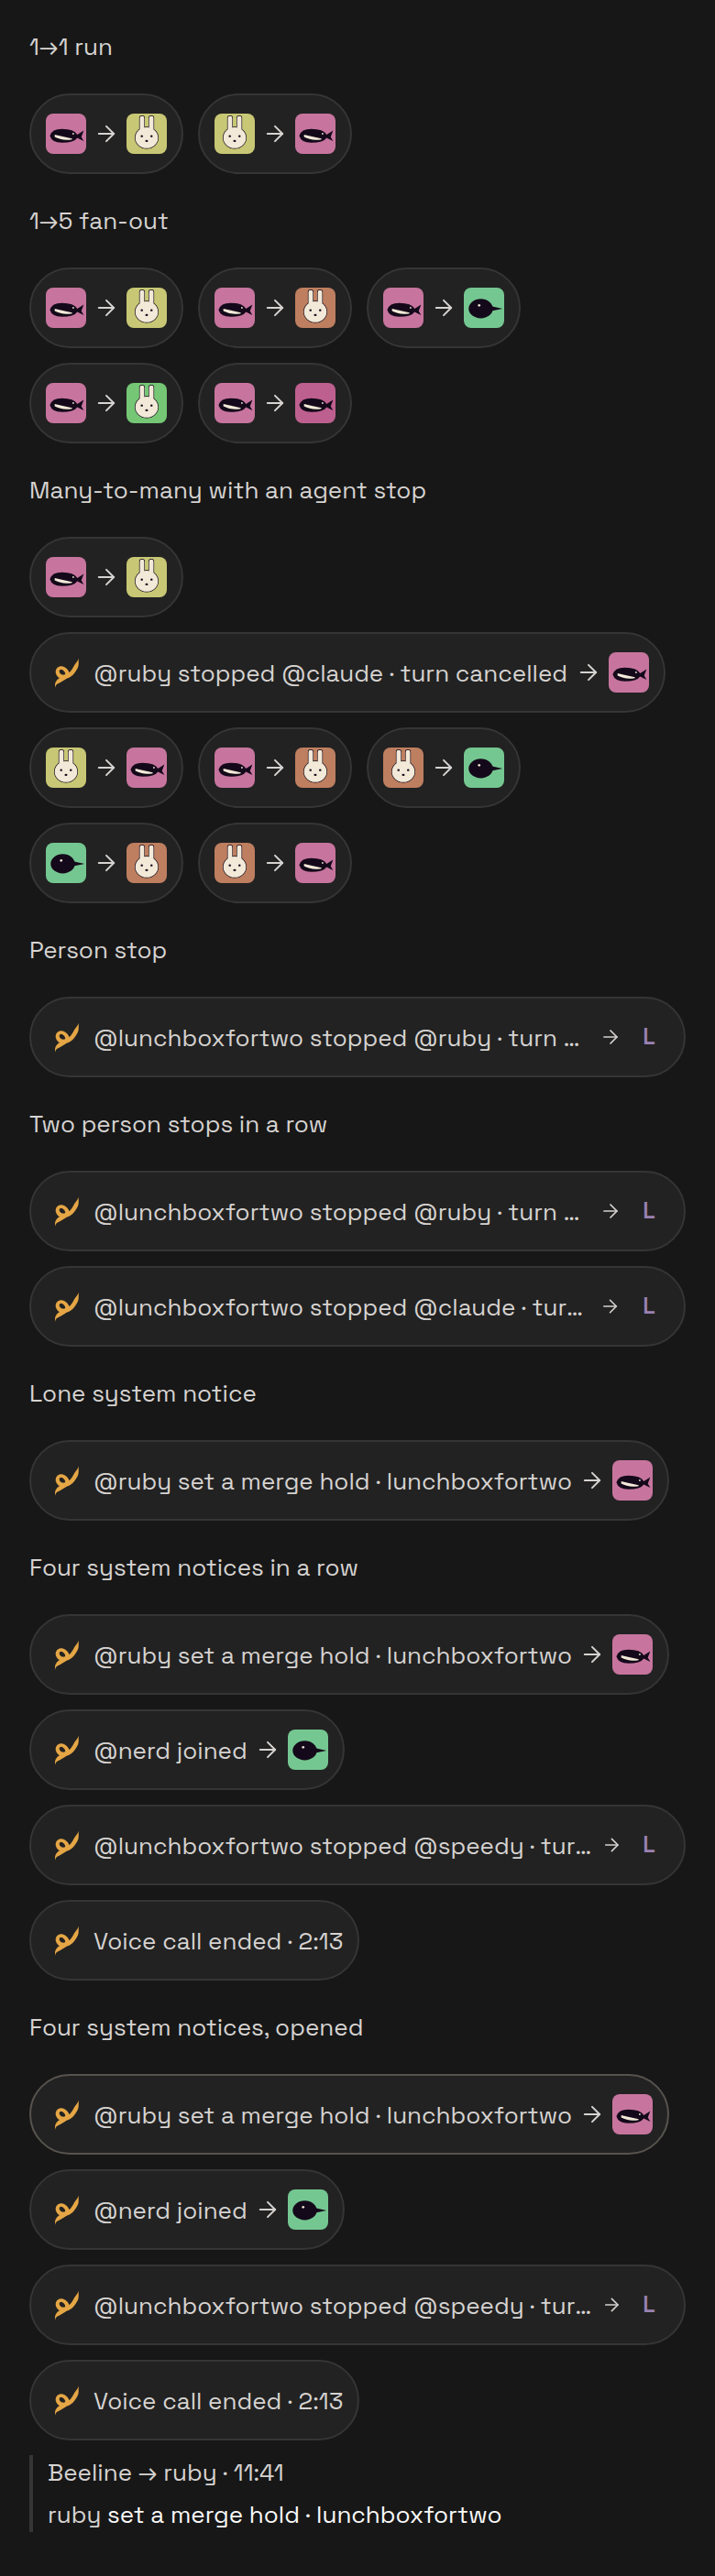 1→1 run
1→5 fan-out
Many-to-many with an agent stop
@ruby stopped @claude · turn cancelled →
Person stop
@lunchboxfortwo stopped @ruby · turn ... → L
Two person stops in a row
@lunchboxfortwo stopped @ruby · turn ... → L
@lunchboxfortwo stopped @claude · tur... → L
Lone system notice
@ruby set a merge hold · lunchboxfortwo →
Four system notices in a row
@ruby set a merge hold · lunchboxfortwo →
@nerd joined →
@lunchboxfortwo stopped @speedy · tur... → L
Voice call ended · 2:13
Four system notices, opened
@ruby set a merge hold · lunchboxfortwo →
@nerd joined →
@lunchboxfortwo stopped @speedy · tur... → L
Voice call ended · 2:13
Beeline → ruby · 11:41
ruby set a merge hold · lunchboxfortwo